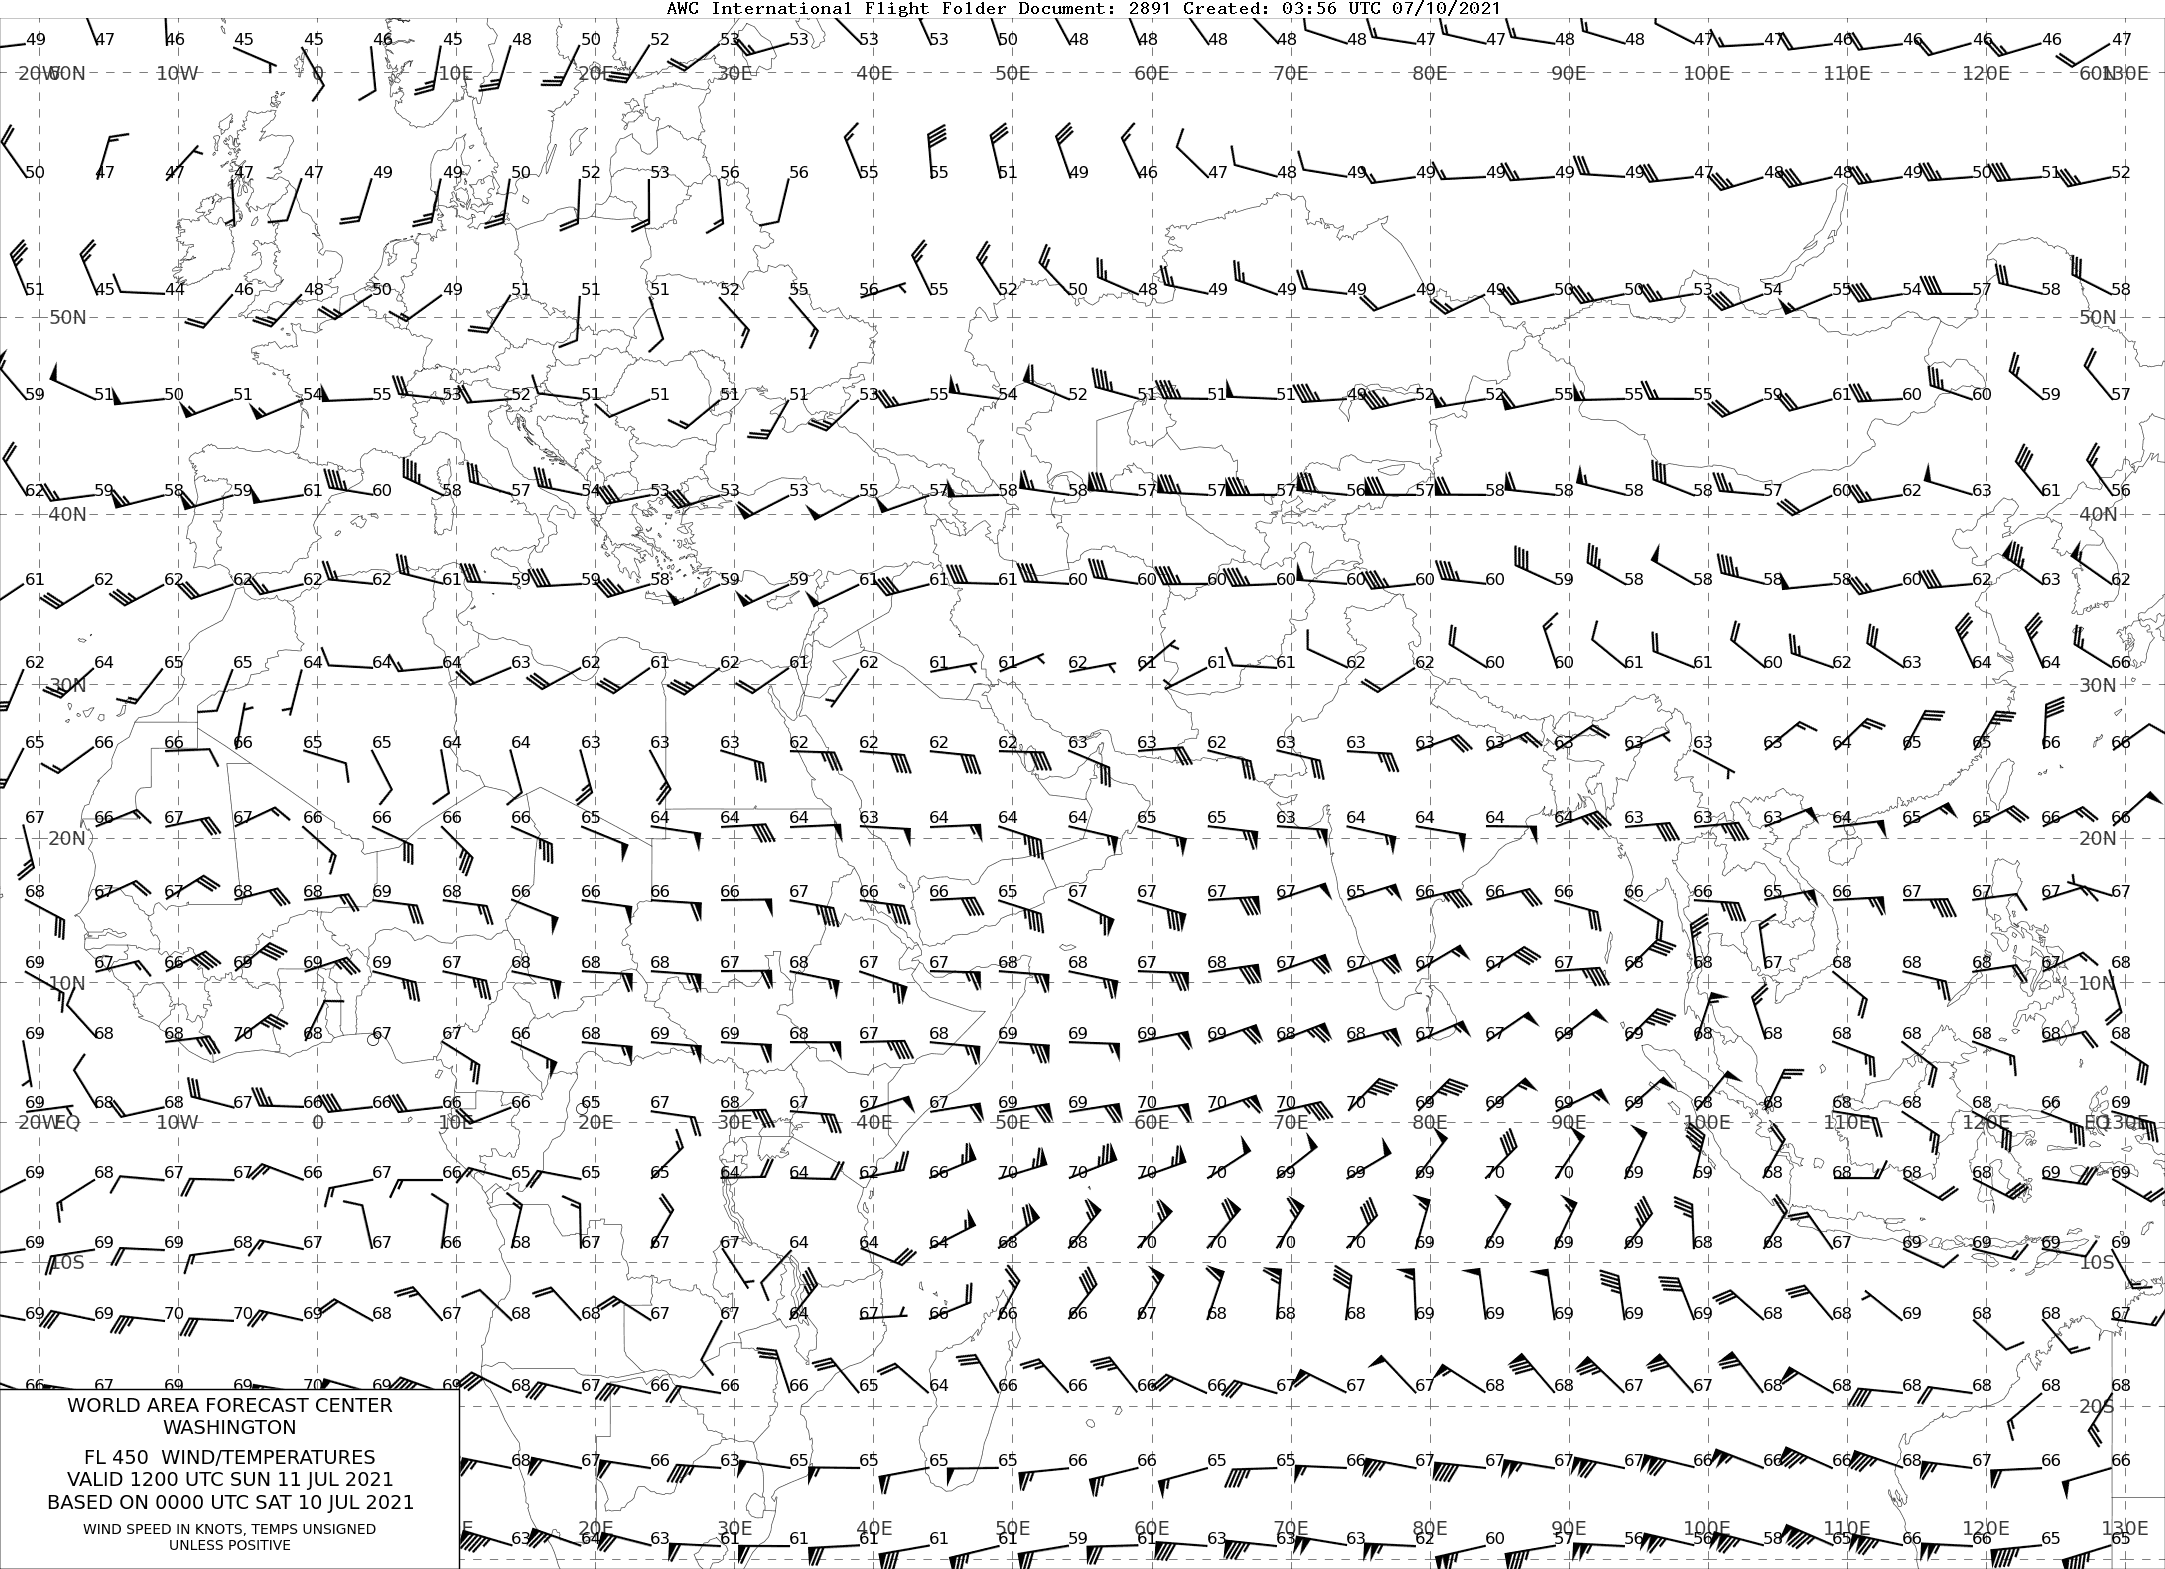 AWC International Flight Folder Document: 2891 Created: 03:56 UTC 07/10/2021
49 47 46 45 45 46 45 48 50 52 53 53 53 53 50 48 48 48 48 48 47 47 48 48 47 47 46 46 46 46 47
20W 60N 10W 0 10E 20E 30E 40E 50E 60E 70E 80E 90E 100E 110E 120E 60N 130E
50 47 47 47 47 49 49 50 52 53 56 56 55 55 51 49 46 47 48 49 49 49 49 49 47 48 48 49 50 51 52
51 45 44 46 48 50 49 51 51 51 52 55 56 55 52 50 48 49 49 49 49 49 50 50 53 54 55 54 57 58 58
50N 50N
59 51 50 51 54 55 53 52 51 51 51 51 53 55 54 52 51 51 51 49 52 52 55 55 55 59 61 60 60 59 57
62 59 58 59 61 60 58 57 54 53 53 53 55 57 58 58 57 57 57 56 57 58 58 58 58 57 60 62 63 61 56
40N 40N
61 62 62 62 62 62 61 59 59 58 59 59 61 61 61 60 60 60 60 60 60 60 59 58 58 58 58 60 62 63 62
62 64 65 65 64 64 64 63 62 61 62 61 62 61 61 62 61 61 61 62 62 60 60 61 61 60 62 63 64 64 66
30N 30N
65 66 66 66 65 65 64 64 63 63 63 62 62 62 62 63 63 62 63 63 63 63 63 63 63 63 64 65 65 66 66
67 66 67 67 66 66 66 66 65 64 64 64 63 64 64 64 65 65 63 64 64 64 64 63 63 63 64 65 65 66 66
20N 20N
68 67 67 68 68 69 68 66 66 66 66 67 66 66 65 67 67 67 67 65 66 66 66 66 66 65 66 67 67 67 67
69 67 66 69 69 69 67 68 68 68 67 68 67 67 68 68 67 68 67 67 68 67 67 68 68 67 68 68 68 67 68
10N 10N
69 68 68 70 68 67 67 66 68 69 69 68 67 68 69 69 69 69 68 68 67 67 69 69 68 68 68 68 68 68 68
69 68 68 67 66 66 66 66 65 67 68 67 67 67 69 69 70 70 70 70 69 69 69 69 68 68 68 68 68 66 69
20W EQ 10W 0 10E 20E 30E 40E 50E 60E 70E 80E 90E 100E 110E 120E EQ 130E
69 68 67 67 66 67 66 65 65 65 64 64 62 66 70 70 70 70 69 69 69 70 70 69 69 68 68 68 68 69 69
69 69 69 68 67 67 66 68 67 67 67 64 64 64 68 68 70 70 70 70 69 69 69 69 68 68 67 69 69 69 69
10S 10S
69 69 70 70 69 68 67 68 68 67 67 64 67 66 66 66 67 68 68 68 69 69 69 69 69 68 68 69 68 68 67
66 67 69 69 70 69 69 68 67 66 66 66 65 64 66 66 66 66 67 67 67 68 68 67 67 68 68 68 68 68 68
20S
68 67 66 63 65 65 65 65 65 66 66 65 65 66 67 67 67 67 66 66 66 68 67 66 66
E 20E 30E 40E 50E 60E 70E 80E 90E 100E 110E 120E 130E
63 64 63 61 61 61 61 61 59 61 63 63 63 62 60 57 56 56 58 65 66 66 65 65
WORLD AREA FORECAST CENTER
WASHINGTON
FL 450 WIND/TEMPERATURES
VALID 1200 UTC SUN 11 JUL 2021
BASED ON 0000 UTC SAT 10 JUL 2021
WIND SPEED IN KNOTS, TEMPS UNSIGNED
UNLESS POSITIVE